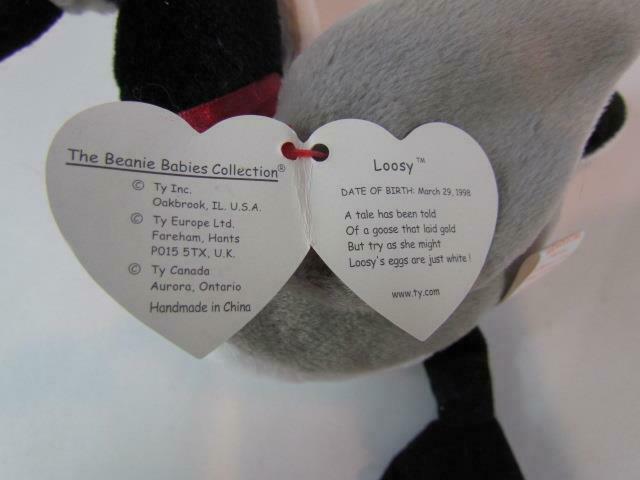 The Beanie Babies Collection®
© Ty Inc.
Oakbrook, IL. U.S.A.
© Ty Europe Ltd.
Fareham, Hants
PO15 5TX, U.K.
© Ty Canada
Aurora, Ontario
Handmade in China
Loosy™
DATE OF BIRTH: March 29, 1998
A tale has been told
Of a goose that laid gold
But try as she might
Loosy's eggs are just white !
www.ty.com